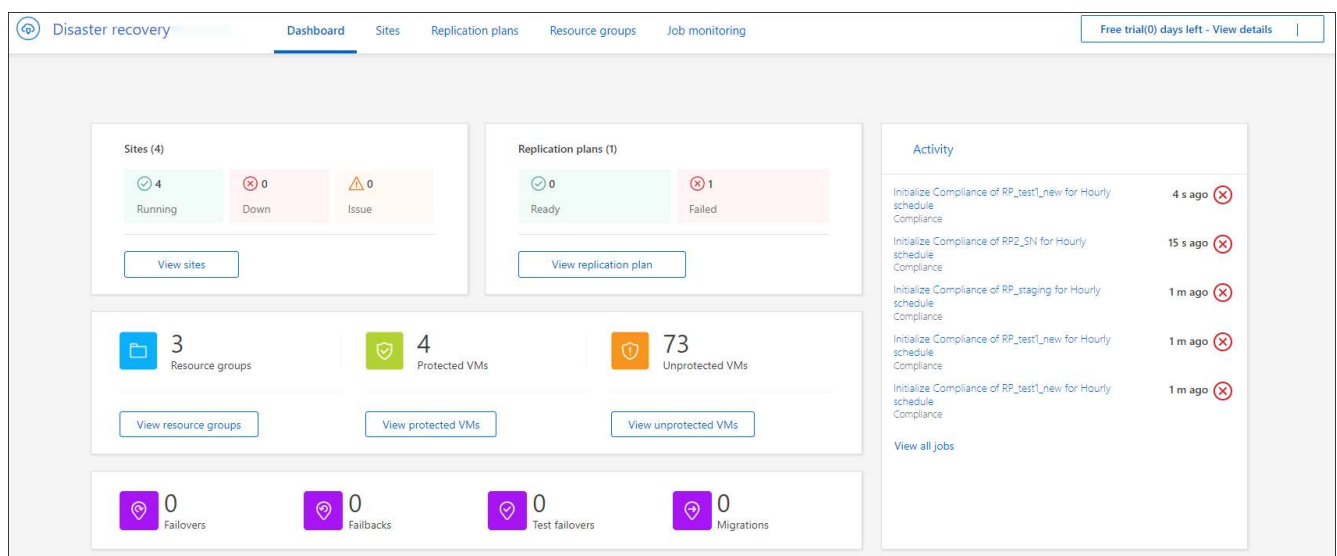 Disaster recovery
Dashboard
Sites
Replication plans
Resource groups
Job monitoring
Free trial(0) days left - View details
Sites (4)
4
Running
0
Down
0
Issue
View sites
Replication plans (1)
0
Ready
1
Failed
View replication plan
3
Resource groups
4
Protected VMs
73
Unprotected VMs
View resource groups
View protected VMs
View unprotected VMs
0
Failovers
0
Failbacks
0
Test failovers
0
Migrations
Activity
Initialize Compliance of RP_test1_new for Hourly
schedule
Compliance
4 s ago
Initialize Compliance of RP2_SN for Hourly
schedule
Compliance
15 s ago
Initialize Compliance of RP_staging for Hourly
schedule
Compliance
1 m ago
Initialize Compliance of RP_test1_new for Hourly
schedule
Compliance
1 m ago
Initialize Compliance of RP_test1_new for Hourly
schedule
Compliance
1 m ago
View all jobs